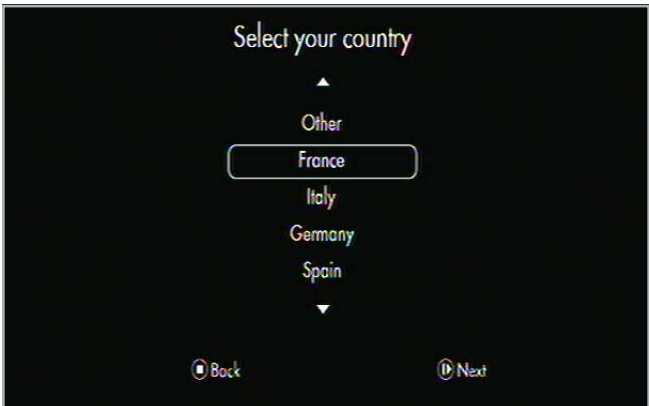 Select your country
Other
France
Italy
Germany
Spain
Back
Next